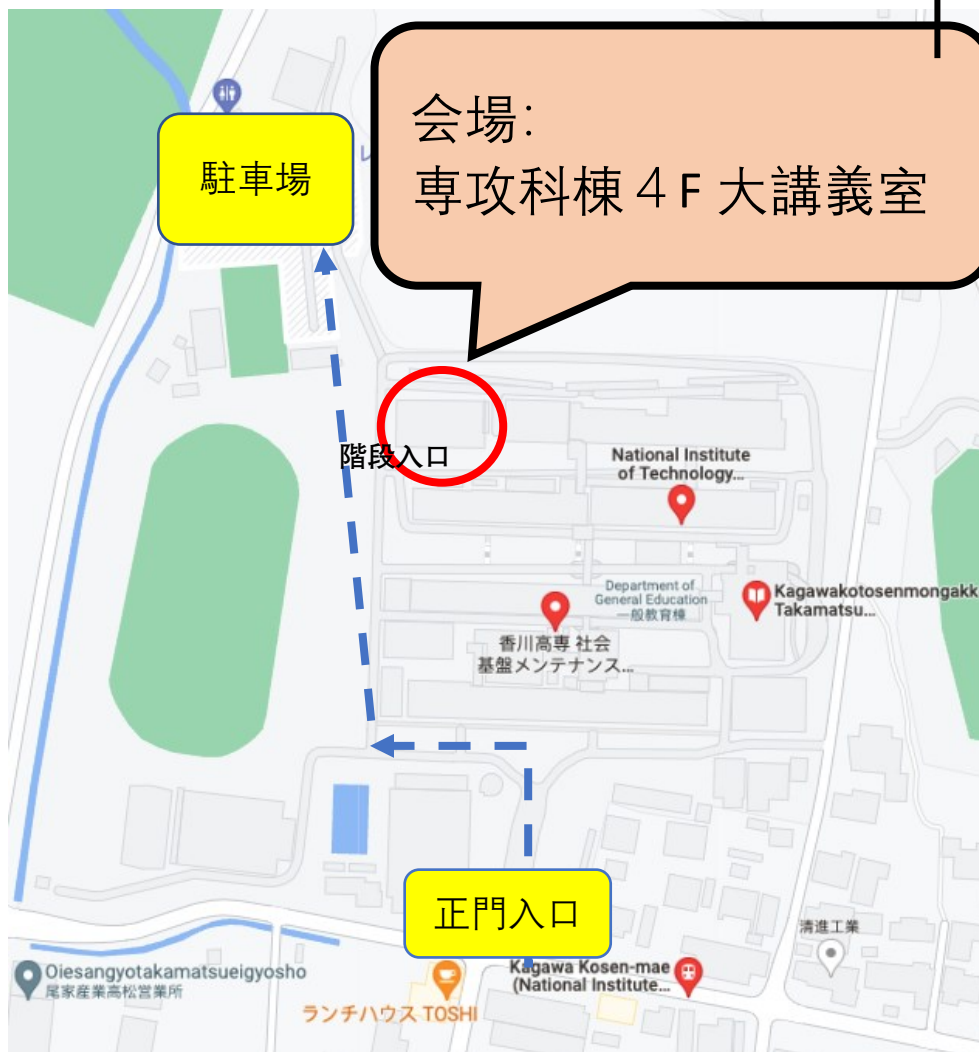 会場:
専攻科棟４F 大講義室
駐車場
レ
階段入口
National Institute
of Technology...
Department of
General Education
一般教育棟
Kagawakotosenmongakk
Takamatsu...
香川高専 社会
基盤メンテナンス...
正門入口
清進工業
Oiesangyotakamatsueigyosho
尾家産業高松営業所
Kagawa Kosen-mae
(National Institute...
ランチハウス TOSHI